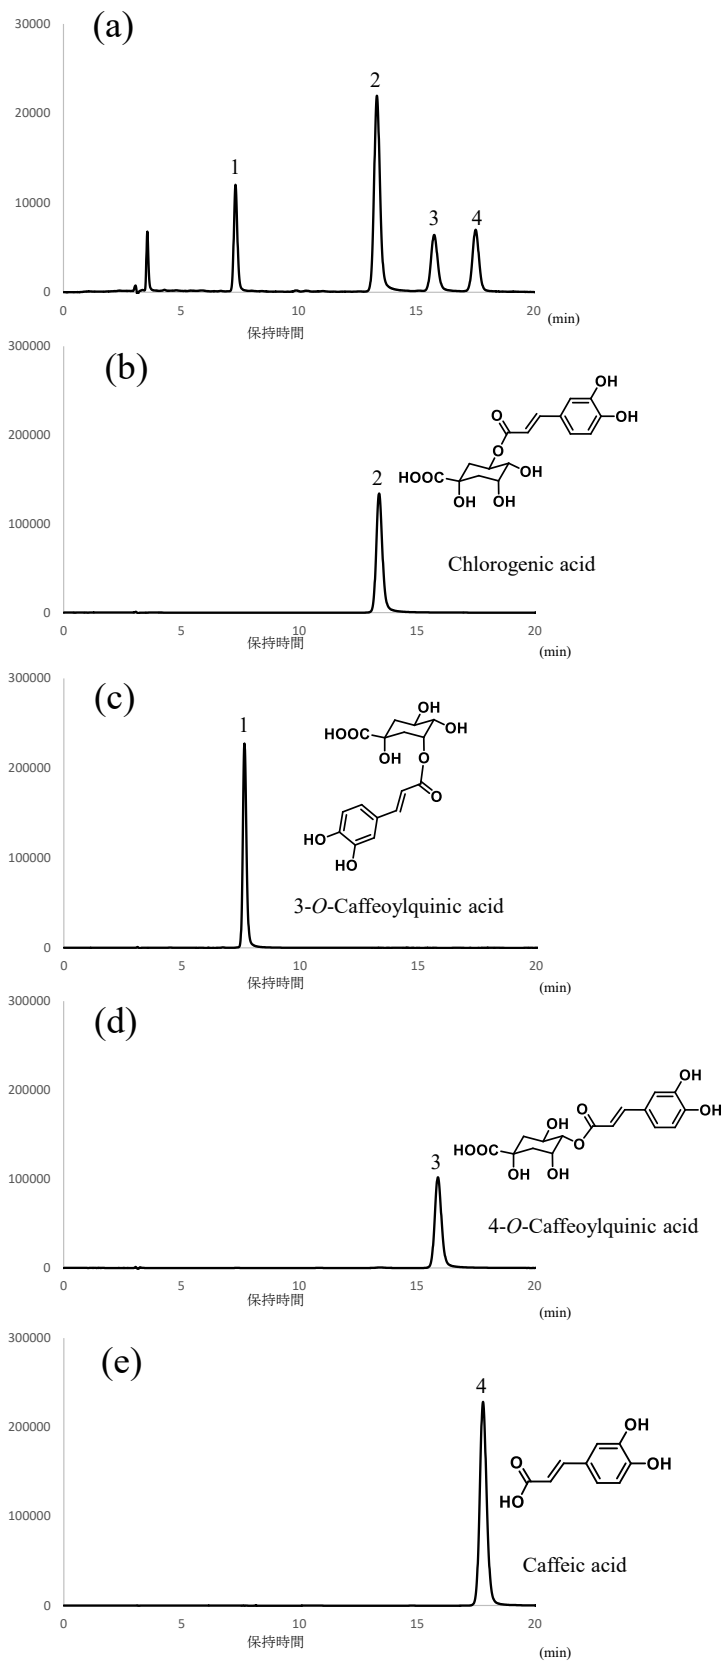 (a)
30000
20000
10000
0
1
2
3
4
0 5 10 15 20
(min)
保持時間
(b)
300000
200000
100000
0
2
O
O
OH
OH
HOOC
OH
OH
OH
Chlorogenic acid
0 5 10 15 20
保持時間
(min)
(c)
300000
200000
100000
0
1
OH
HOOC
OH
OH
O
O
HO
HO
3-O-Caffeoylquinic acid
0 5 10 15 20
保持時間
(min)
(d)
300000
200000
100000
0
3
OH
OH
O
OH
O
HOOC
OH
OH
4-O-Caffeoylquinic acid
0 5 10 15 20
保持時間
(min)
(e)
300000
200000
100000
0
4
OH
OH
O
HO
Caffeic acid
0 5 10 15 20
保持時間
(min)